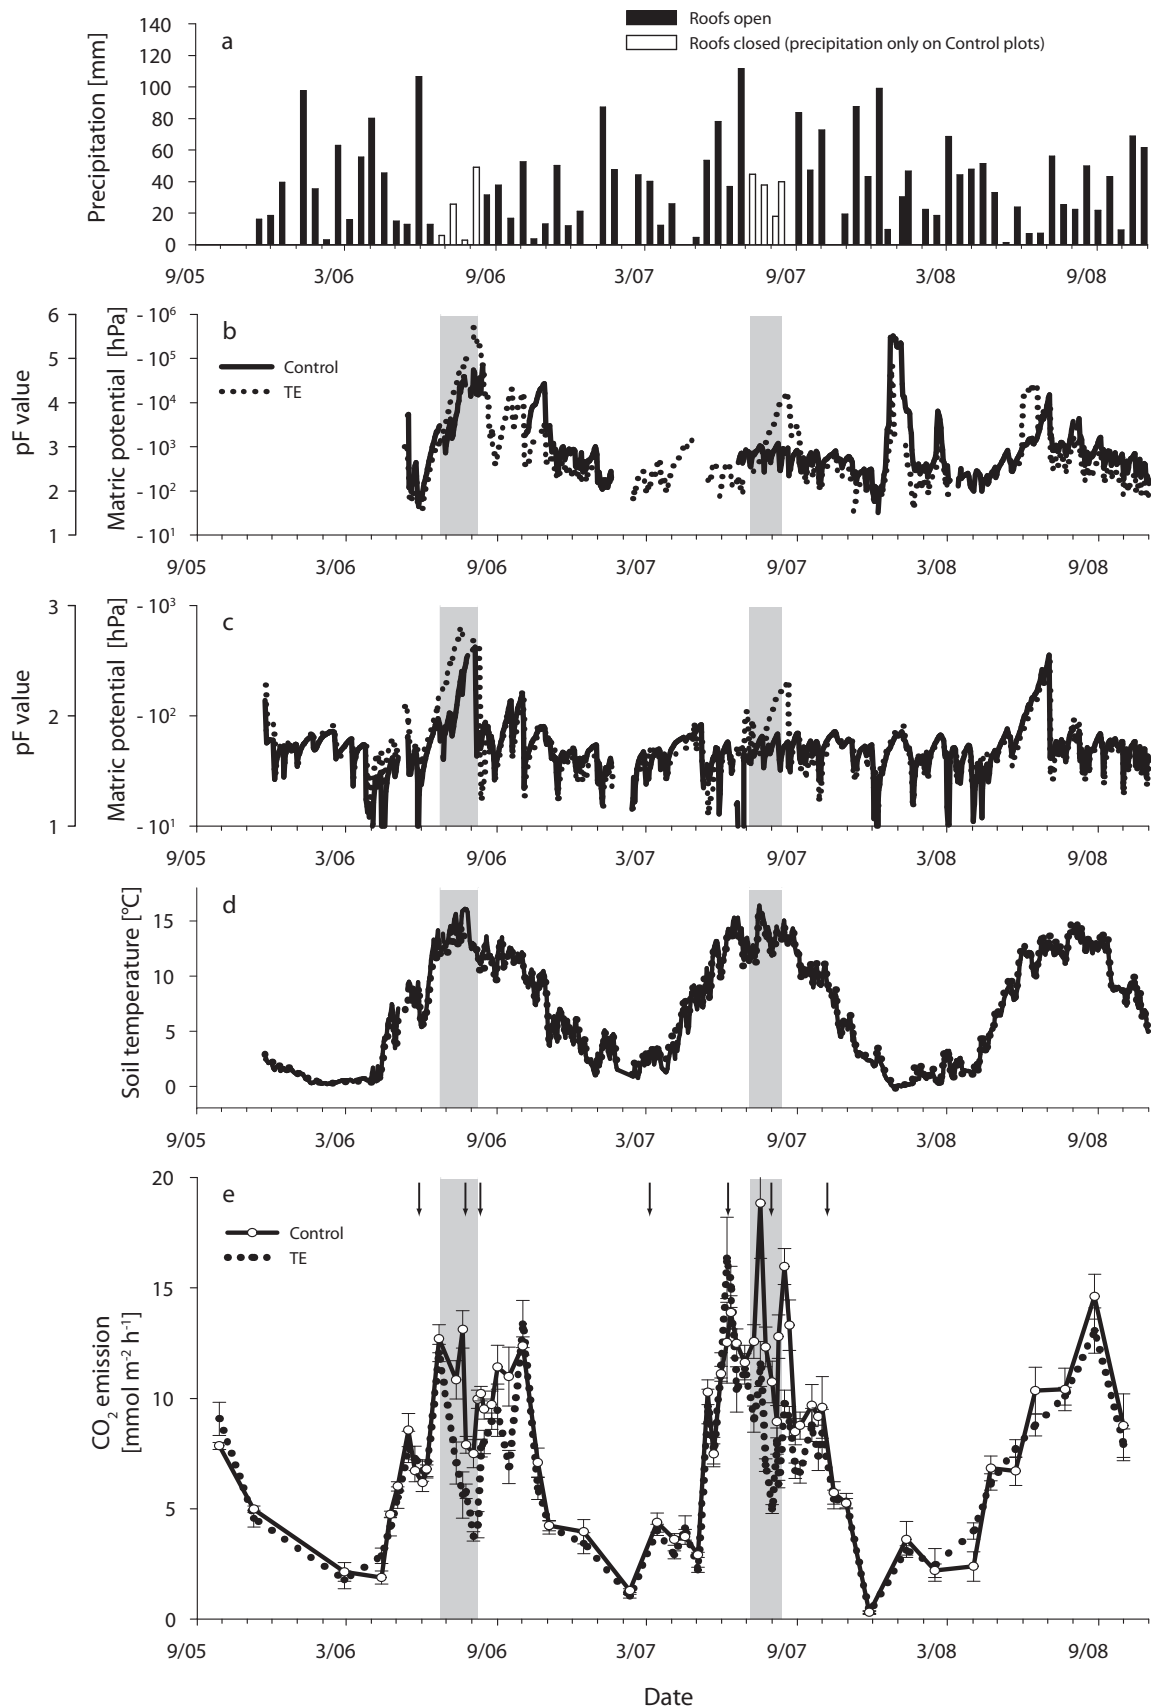 Roofs open
Roofs closed (precipitation only on Control plots)
a
Precipitation [mm]
140
120
100
80
60
40
20
0
9/05 3/06 9/06 3/07 9/07 3/08 9/08
b
Control
TE
pF value
6
5
4
3
2
1
Matric potential [hPa]
- 10⁶
- 10⁵
- 10⁴
- 10³
- 10²
- 10¹
9/05 3/06 9/06 3/07 9/07 3/08 9/08
c
pF value
3
2
1
Matric potential [hPa]
- 10³
- 10²
- 10¹
9/05 3/06 9/06 3/07 9/07 3/08 9/08
d
Soil temperature [°C]
15
10
5
0
9/05 3/06 9/06 3/07 9/07 3/08 9/08
e
Control
TE
CO₂ emission
[mmol m⁻² h⁻¹]
20
15
10
5
0
9/05 3/06 9/06 3/07 9/07 3/08 9/08
Date